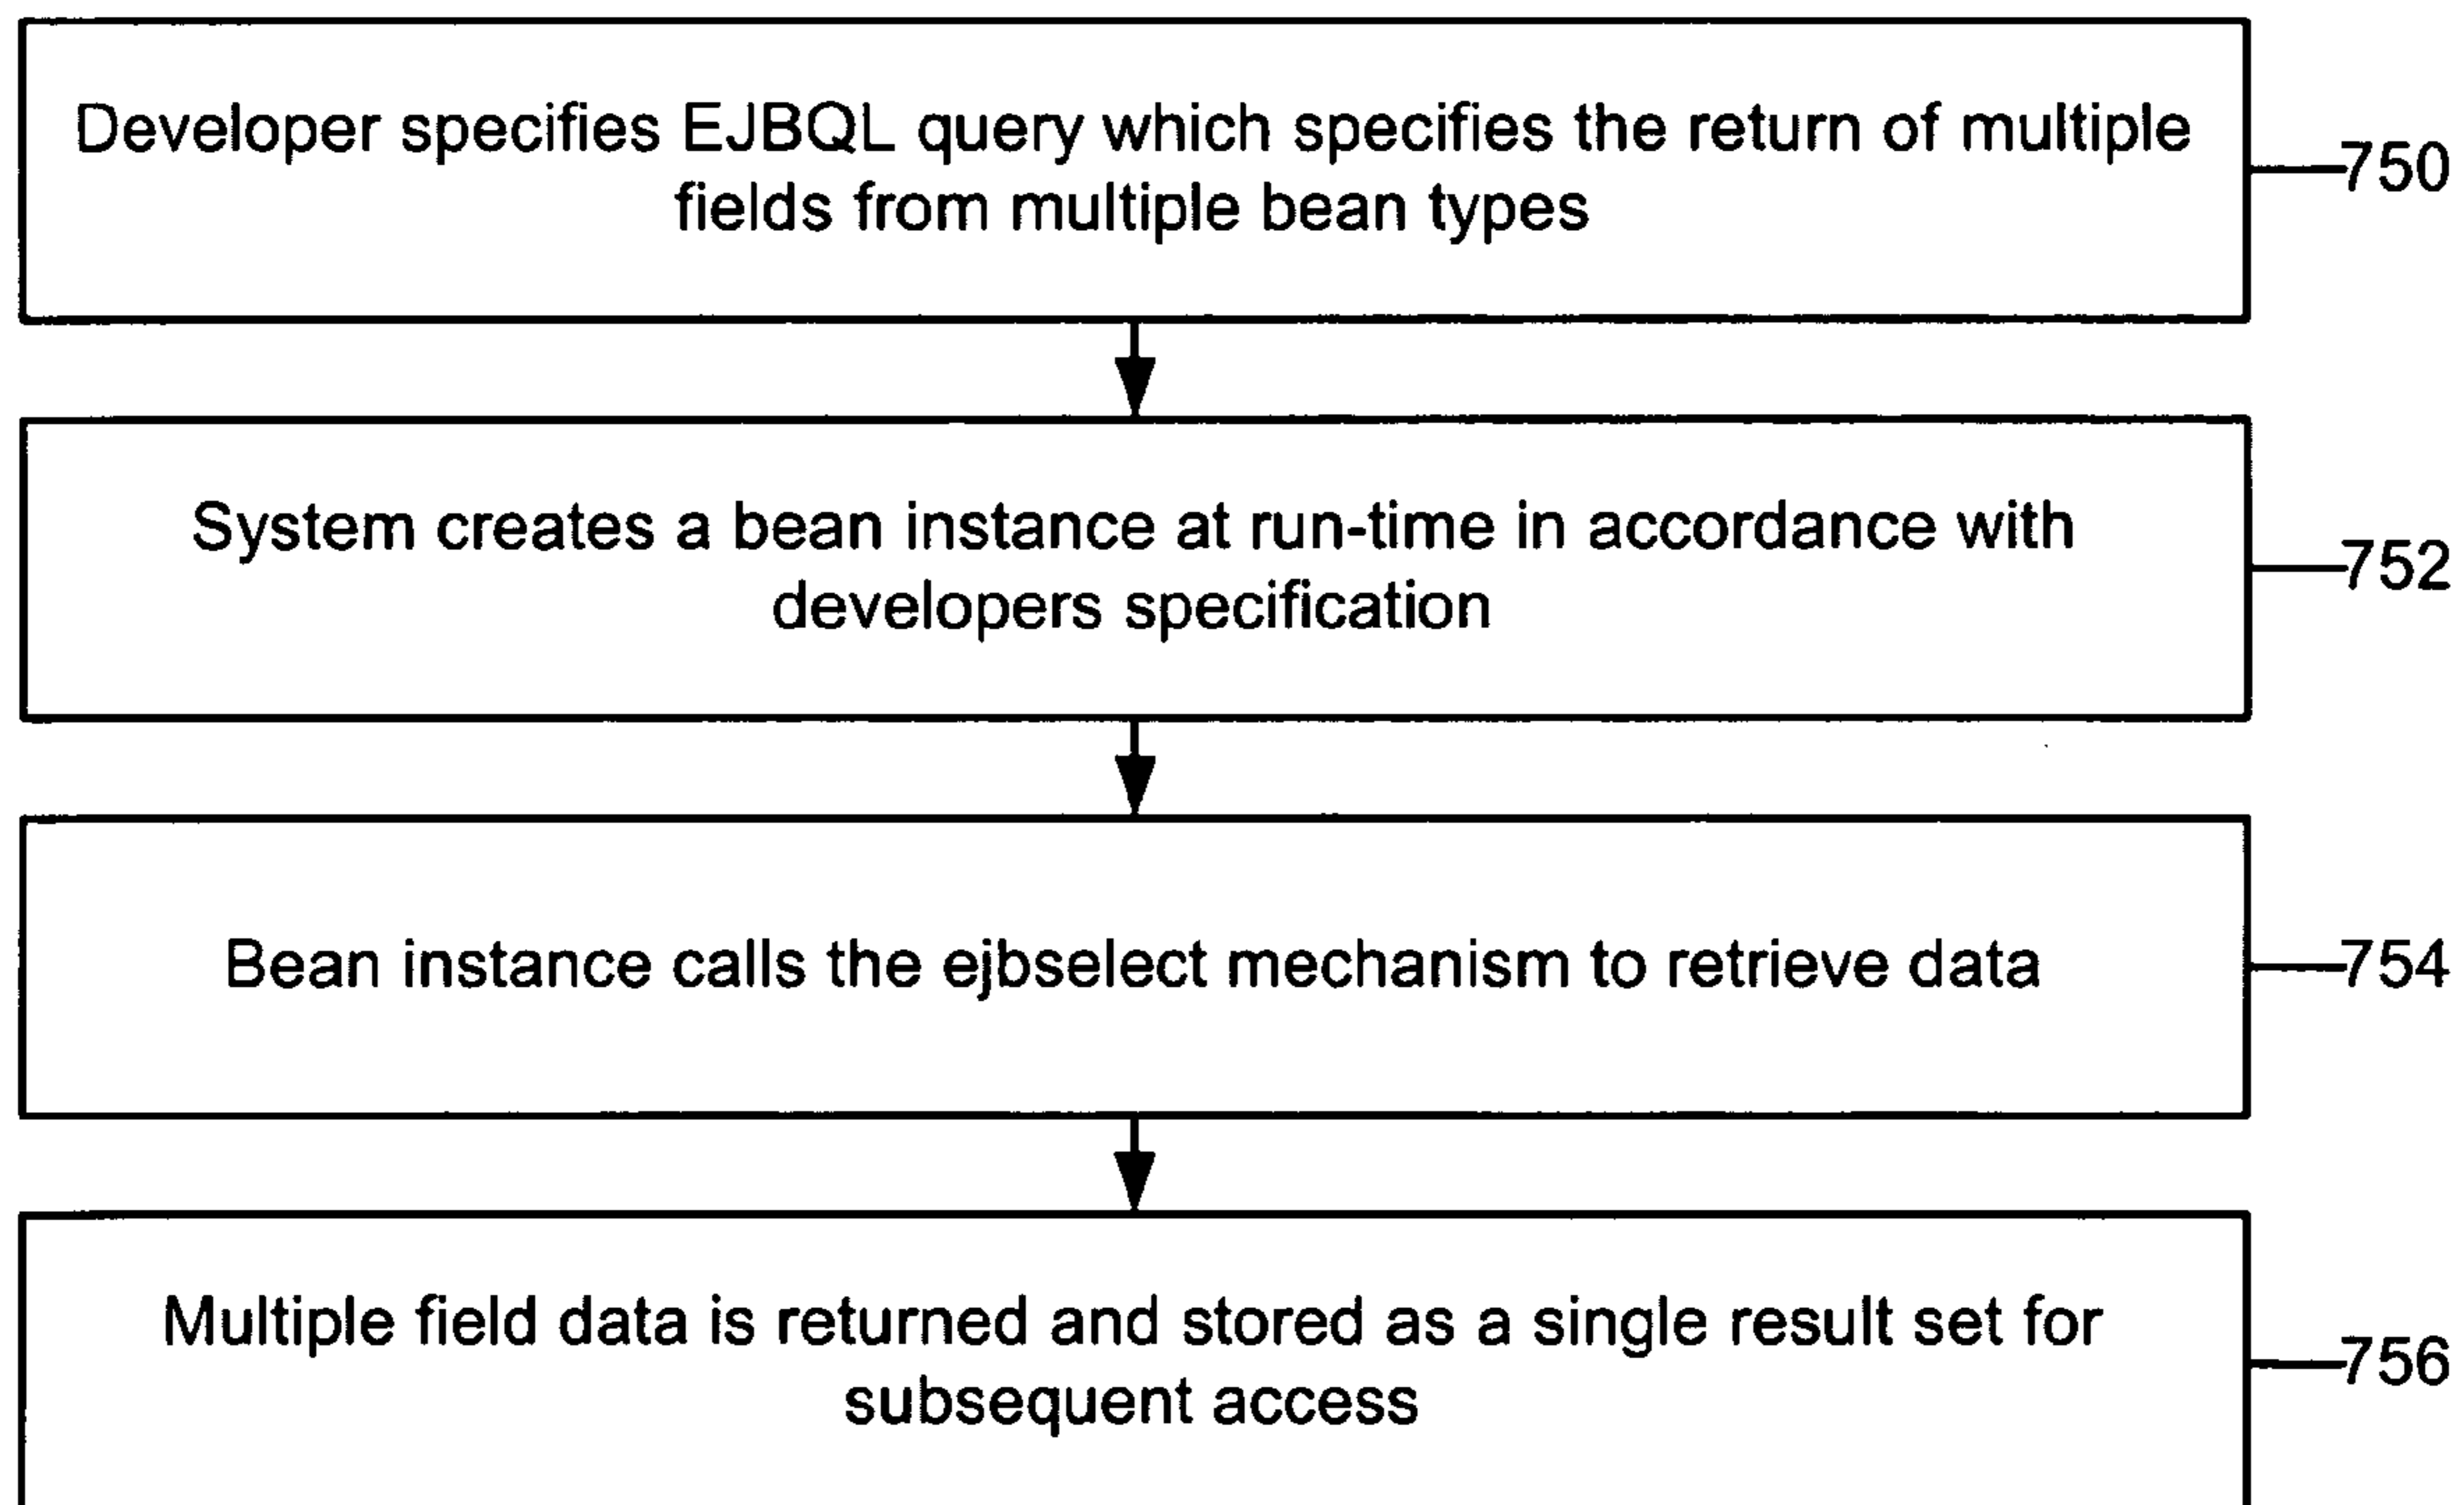 Developer specifies EJBQL query which specifies the return of multiple
fields from multiple bean types
750
System creates a bean instance at run-time in accordance with
developers specification
752
Bean instance calls the ejbselect mechanism to retrieve data
754
Multiple field data is returned and stored as a single result set for
subsequent access
756